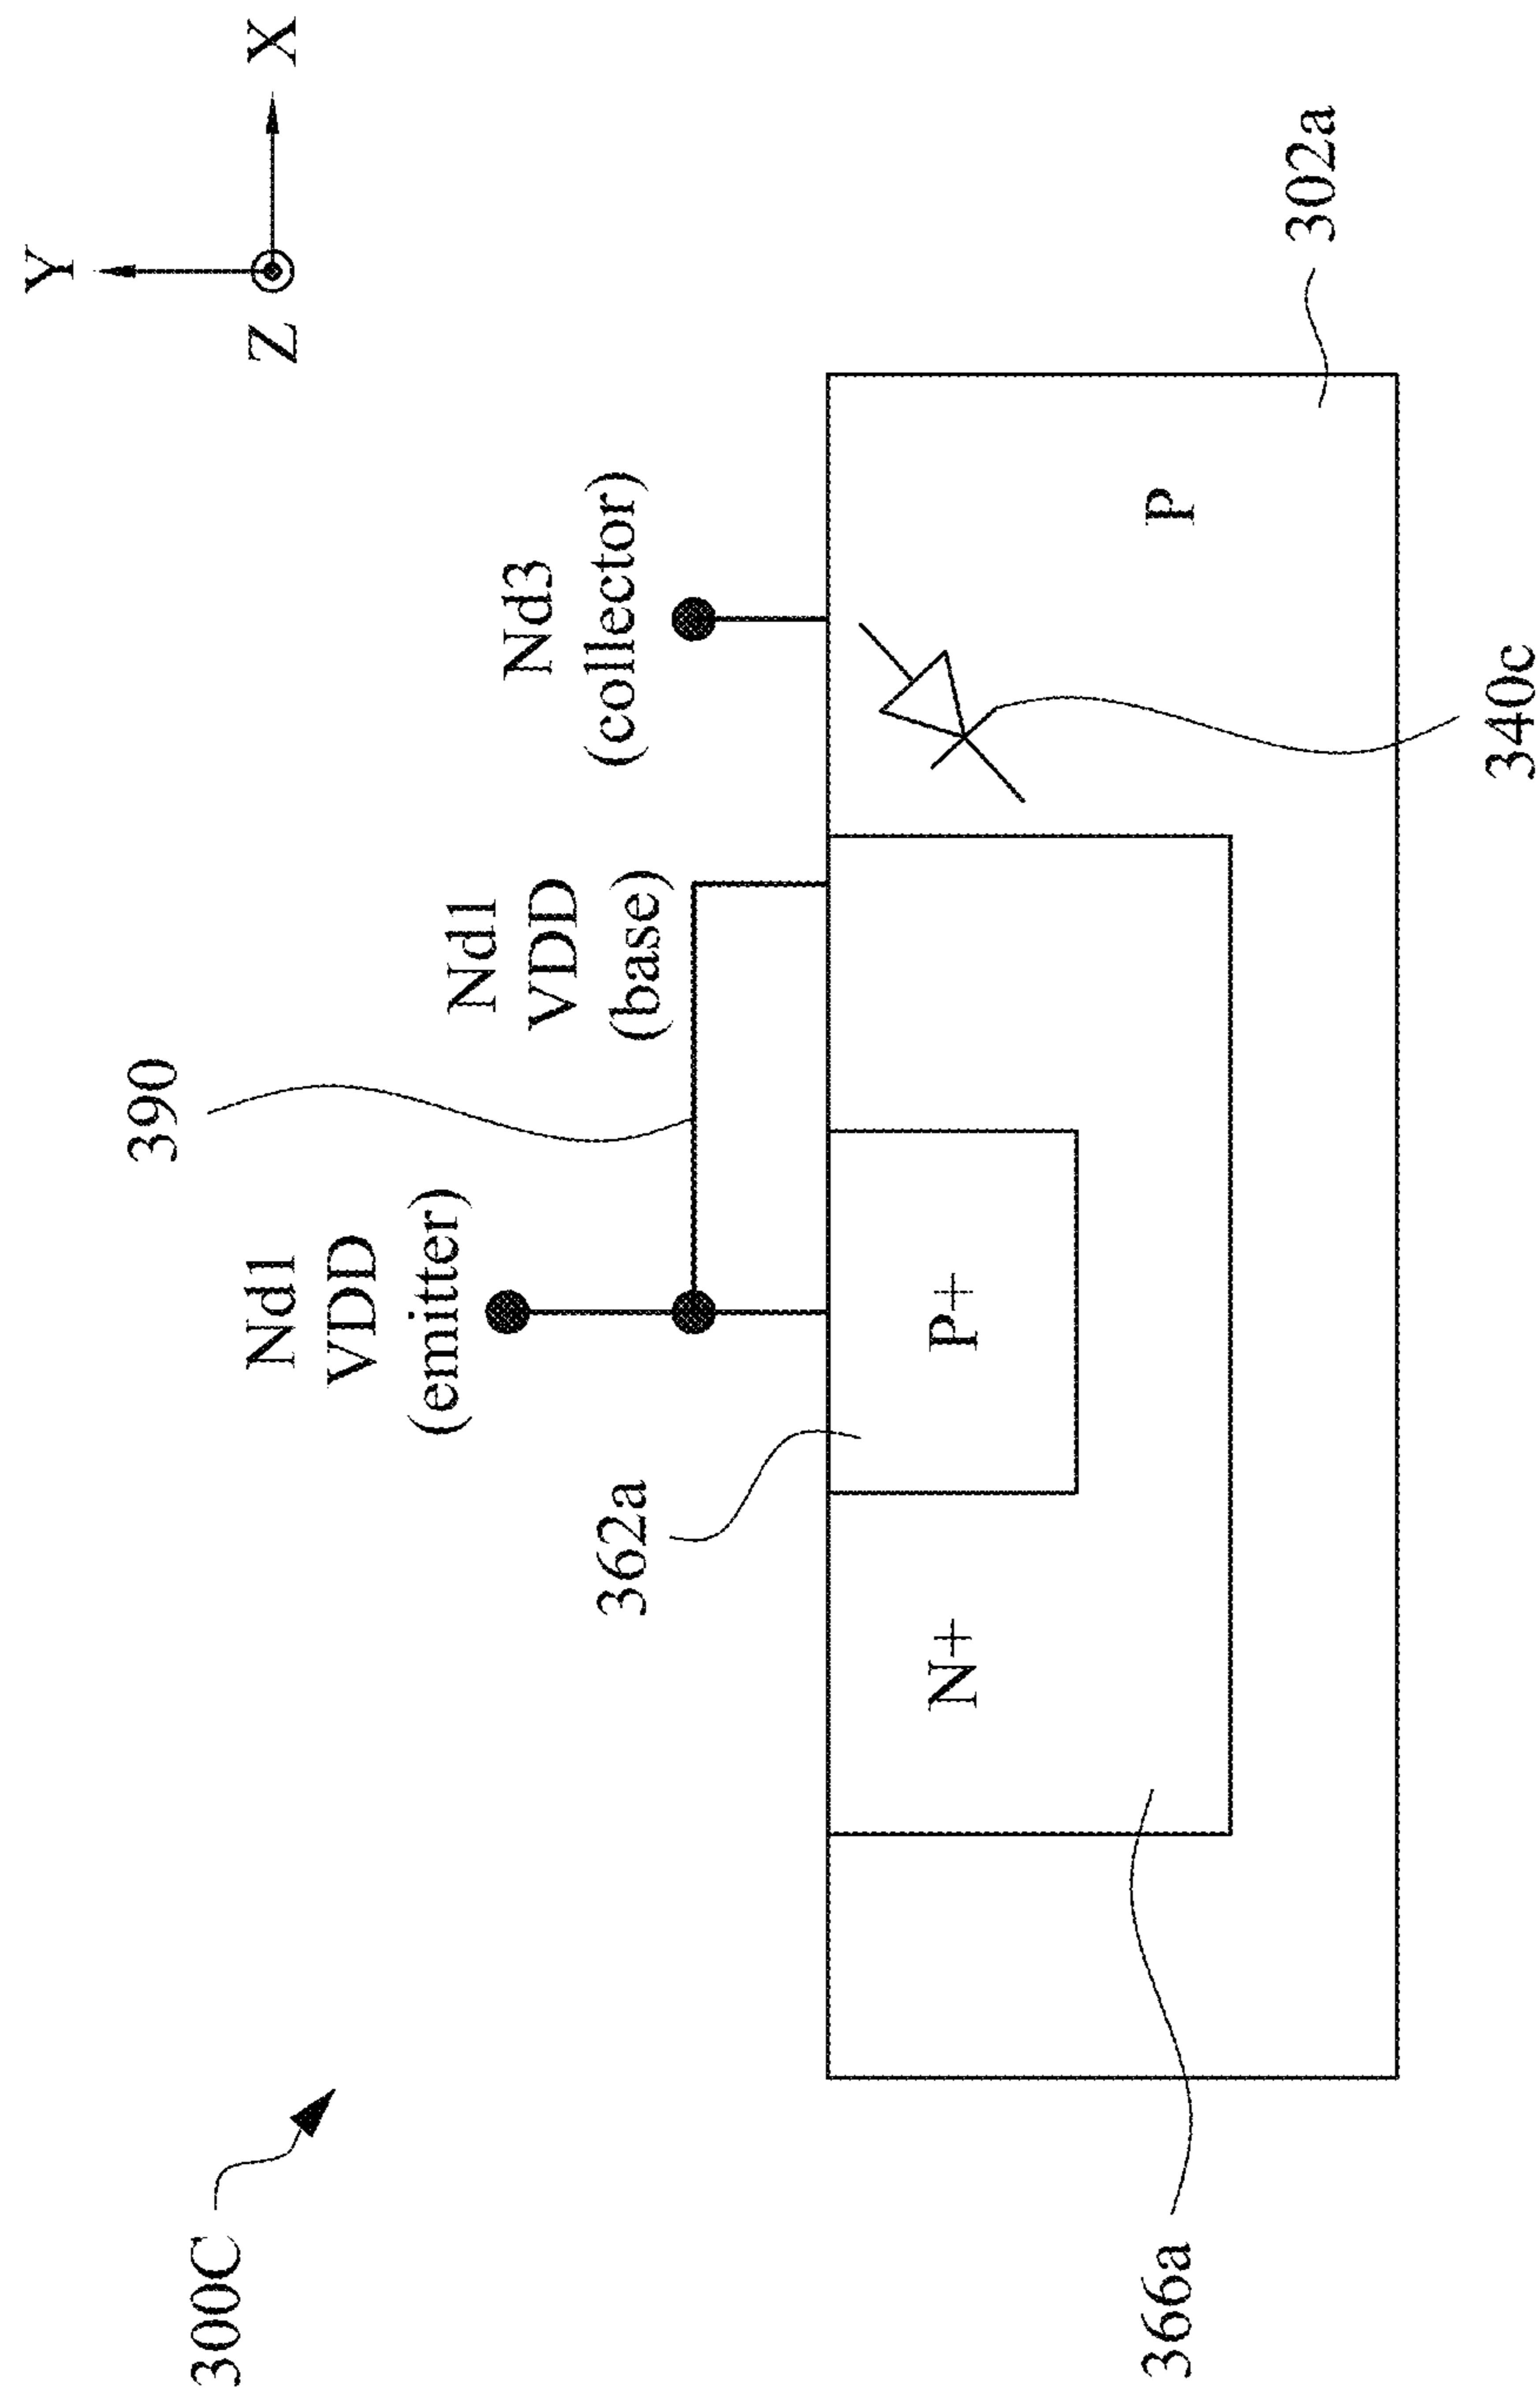 300C
Y
Z
X
390
Nd1
VDD
(emitter)
Nd1
VDD
(base)
Nd3
(collector)
362a
N+
P+
P
302a
366a
340c